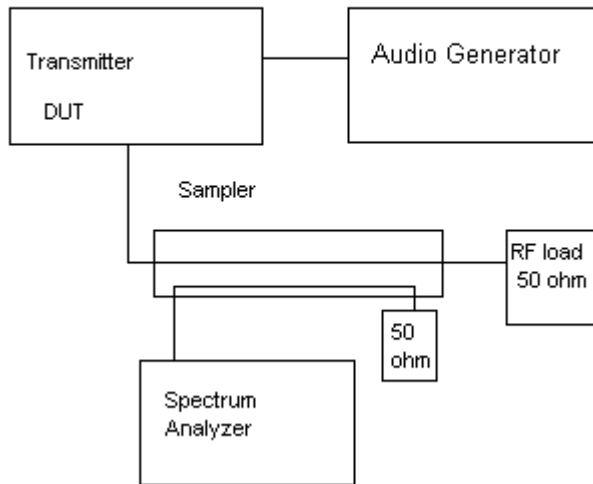 Transmitter
DUT
Audio Generator
Sampler
RF load
50 ohm
50
ohm
Spectrum
Analyzer